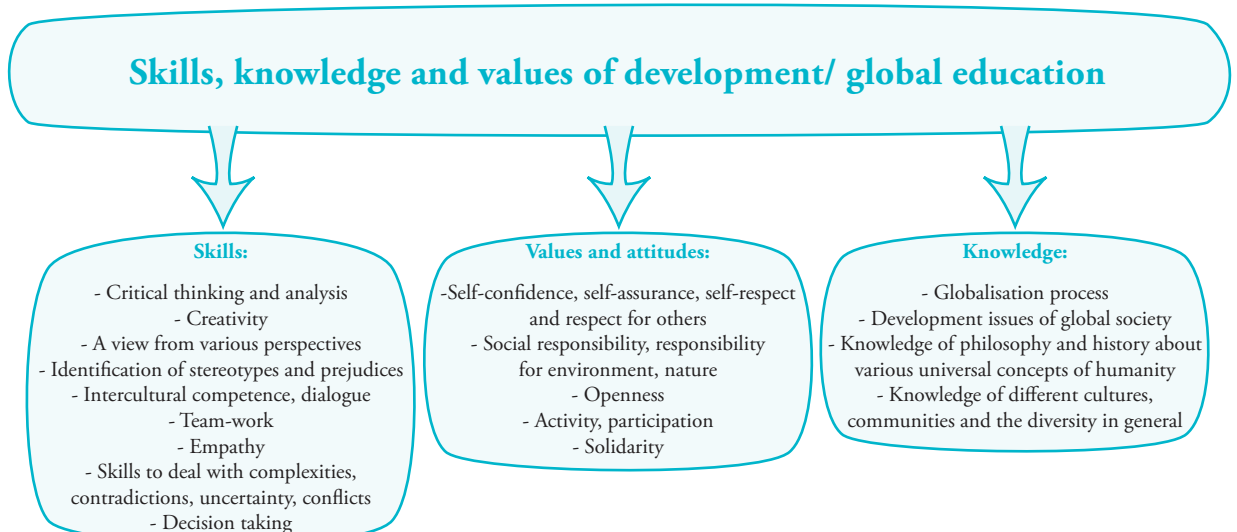 Skills, knowledge and values of development/ global education
Skills:
- Critical thinking and analysis
- Creativity
- A view from various perspectives
- Identification of stereotypes and prejudices
- Intercultural competence, dialogue
- Team-work
- Empathy
- Skills to deal with complexities,
contradictions, uncertainty, conflicts
- Decision taking
Values and attitudes:
-Self-confidence, self-assurance, self-respect
and respect for others
- Social responsibility, responsibility
for environment, nature
- Openness
- Activity, participation
- Solidarity
Knowledge:
- Globalisation process
- Development issues of global society
- Knowledge of philosophy and history about
various universal concepts of humanity
- Knowledge of different cultures,
communities and the diversity in general